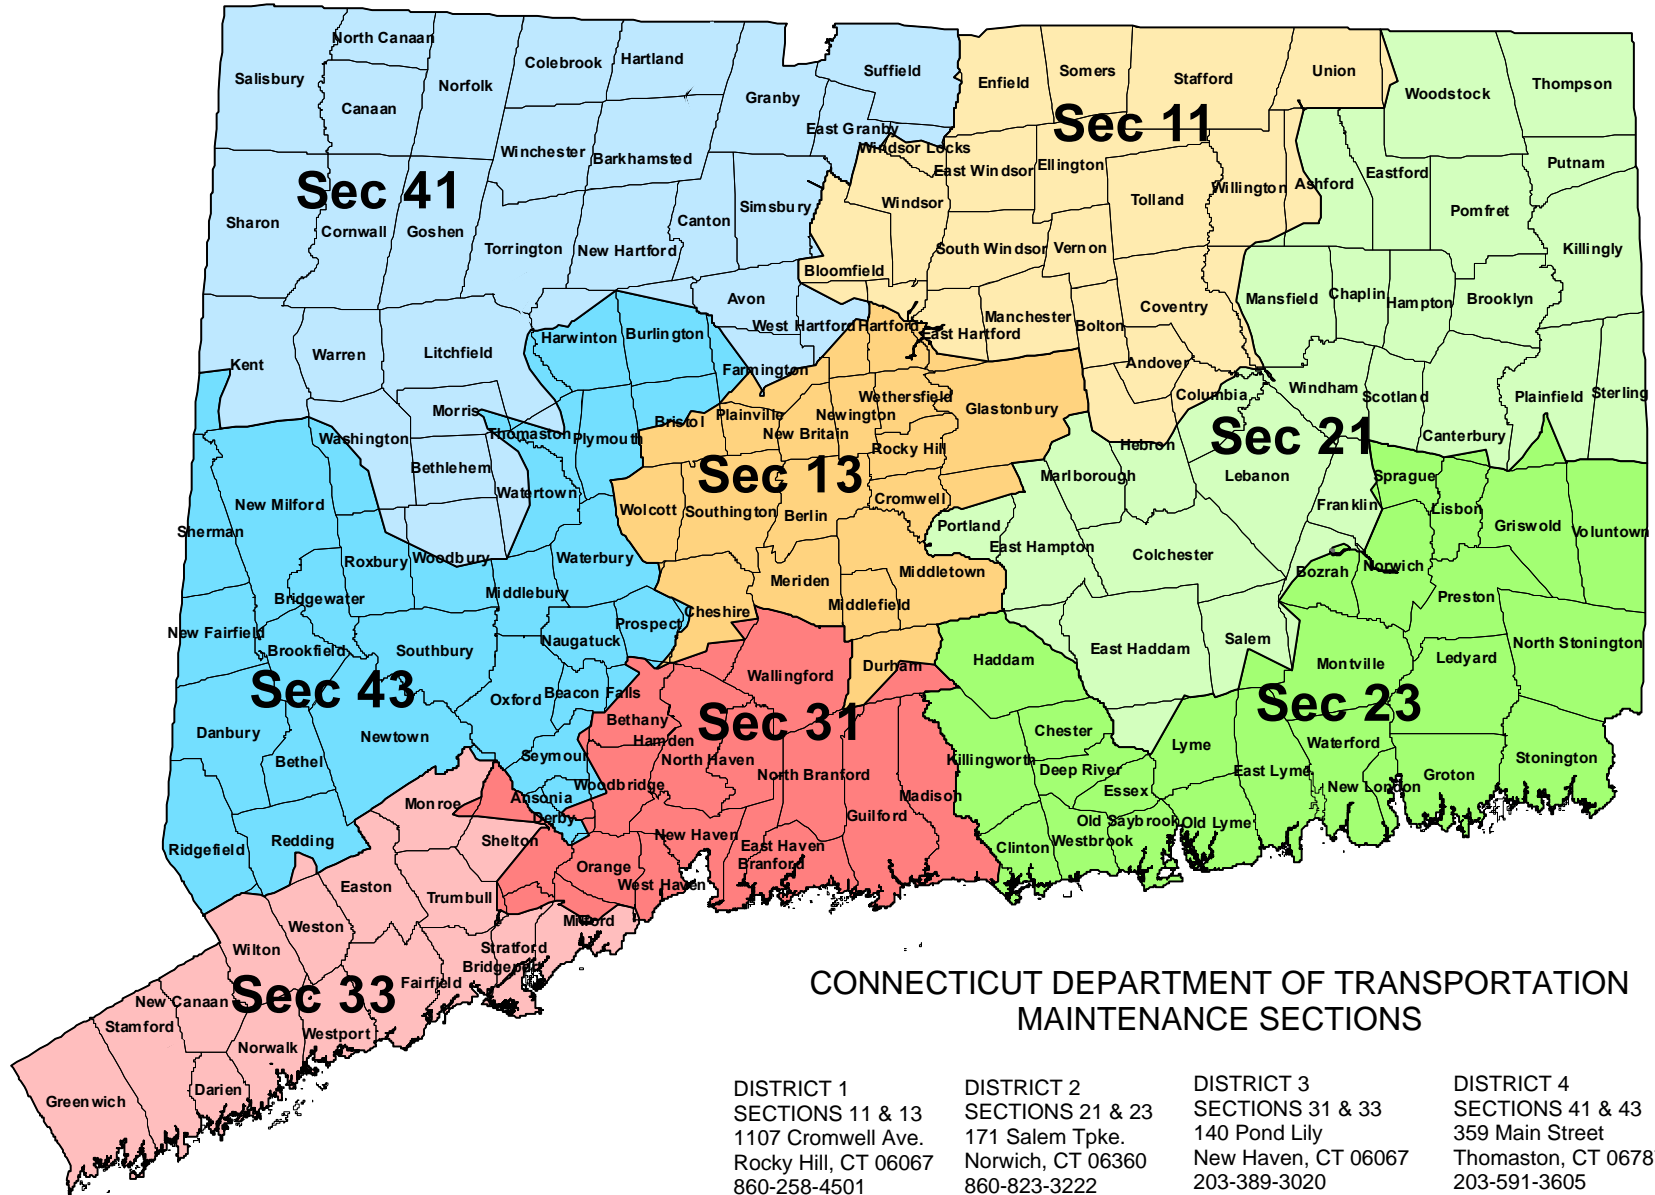 North Canaan
Colebrook
Hartland
Salisbury
Norfolk
Canaan
Suffield
Granby
East Granby
Enfield
Somers
Stafford
Union
Woodstock
Thompson
Sec 11
Windsor Locks
Winchester
Barkhamsted
East Windsor
Ellington
Willington
Ashford
Eastford
Putnam
Sec 41
Tolland
Windsor
Simsbury
Canton
Pomfret
Sharon
Cornwall
Goshen
Torrington
New Hartford
South Windsor
Vernon
Killingly
Bloomfield
Avon
Mansfield
Chaplin
Hampton
Brooklyn
Coventry
West Hartford
Hartford
East Hartford
Manchester
Bolton
Harwinton
Burlington
Kent
Warren
Litchfield
Farmington
Andover
Columbia
Windham
Scotland
Plainfield
Sterling
Morris
Bristol
Plainville
Newington
Wethersfield
Glastonbury
Washington
Thomaston
Plymouth
New Britain
Rocky Hill
Hebron
Sec 21
Canterbury
Bethlehem
Sec 13
Marlborough
Lebanon
Sprague
Watertown
New Milford
Wolcott
Southington
Berlin
Cromwell
Franklin
Lisbon
Sherman
Portland
East Hampton
Colchester
Griswold
Voluntown
Roxbury
Woodbury
Waterbury
Meriden
Middletown
Bozrah
Norwich
Bridgewater
Middlebury
Cheshire
Middlefield
Preston
New Fairfield
Brookfield
Southbury
Naugatuck
Prospect
Haddam
East Haddam
Salem
North Stonington
Sec 43
Oxford
Beacon Falls
Wallingford
Durham
Montville
Ledyard
Sec 31
Sec 23
Danbury
Newtown
Bethany
Hamden
Chester
Lyme
Waterford
Bethel
Seymour
North Haven
North Branford
Killingworth
Deep River
East Lyme
Groton
Stonington
Monroe
Ansonia
Woodbridge
Madison
Essex
New London
Derby
Guilford
Old Saybrook
Old Lyme
Ridgefield
Redding
Shelton
New Haven
East Haven
Clinton
Westbrook
Orange
Branford
Easton
Trumbull
West Haven
Weston
Milford
Wilton
Stratford
Bridgeport
Fairfield
Sec 33
New Canaan
Stamford
Westport
Norwalk
Darien
Greenwich
CONNECTICUT DEPARTMENT OF TRANSPORTATION
MAINTENANCE SECTIONS
DISTRICT 1
SECTIONS 11 & 13
1107 Cromwell Ave.
Rocky Hill, CT 06067
860-258-4501
DISTRICT 2
SECTIONS 21 & 23
171 Salem Tpke.
Norwich, CT 06360
860-823-3222
DISTRICT 3
SECTIONS 31 & 33
140 Pond Lily
New Haven, CT 06067
203-389-3020
DISTRICT 4
SECTIONS 41 & 43
359 Main Street
Thomaston, CT 0678
203-591-3605